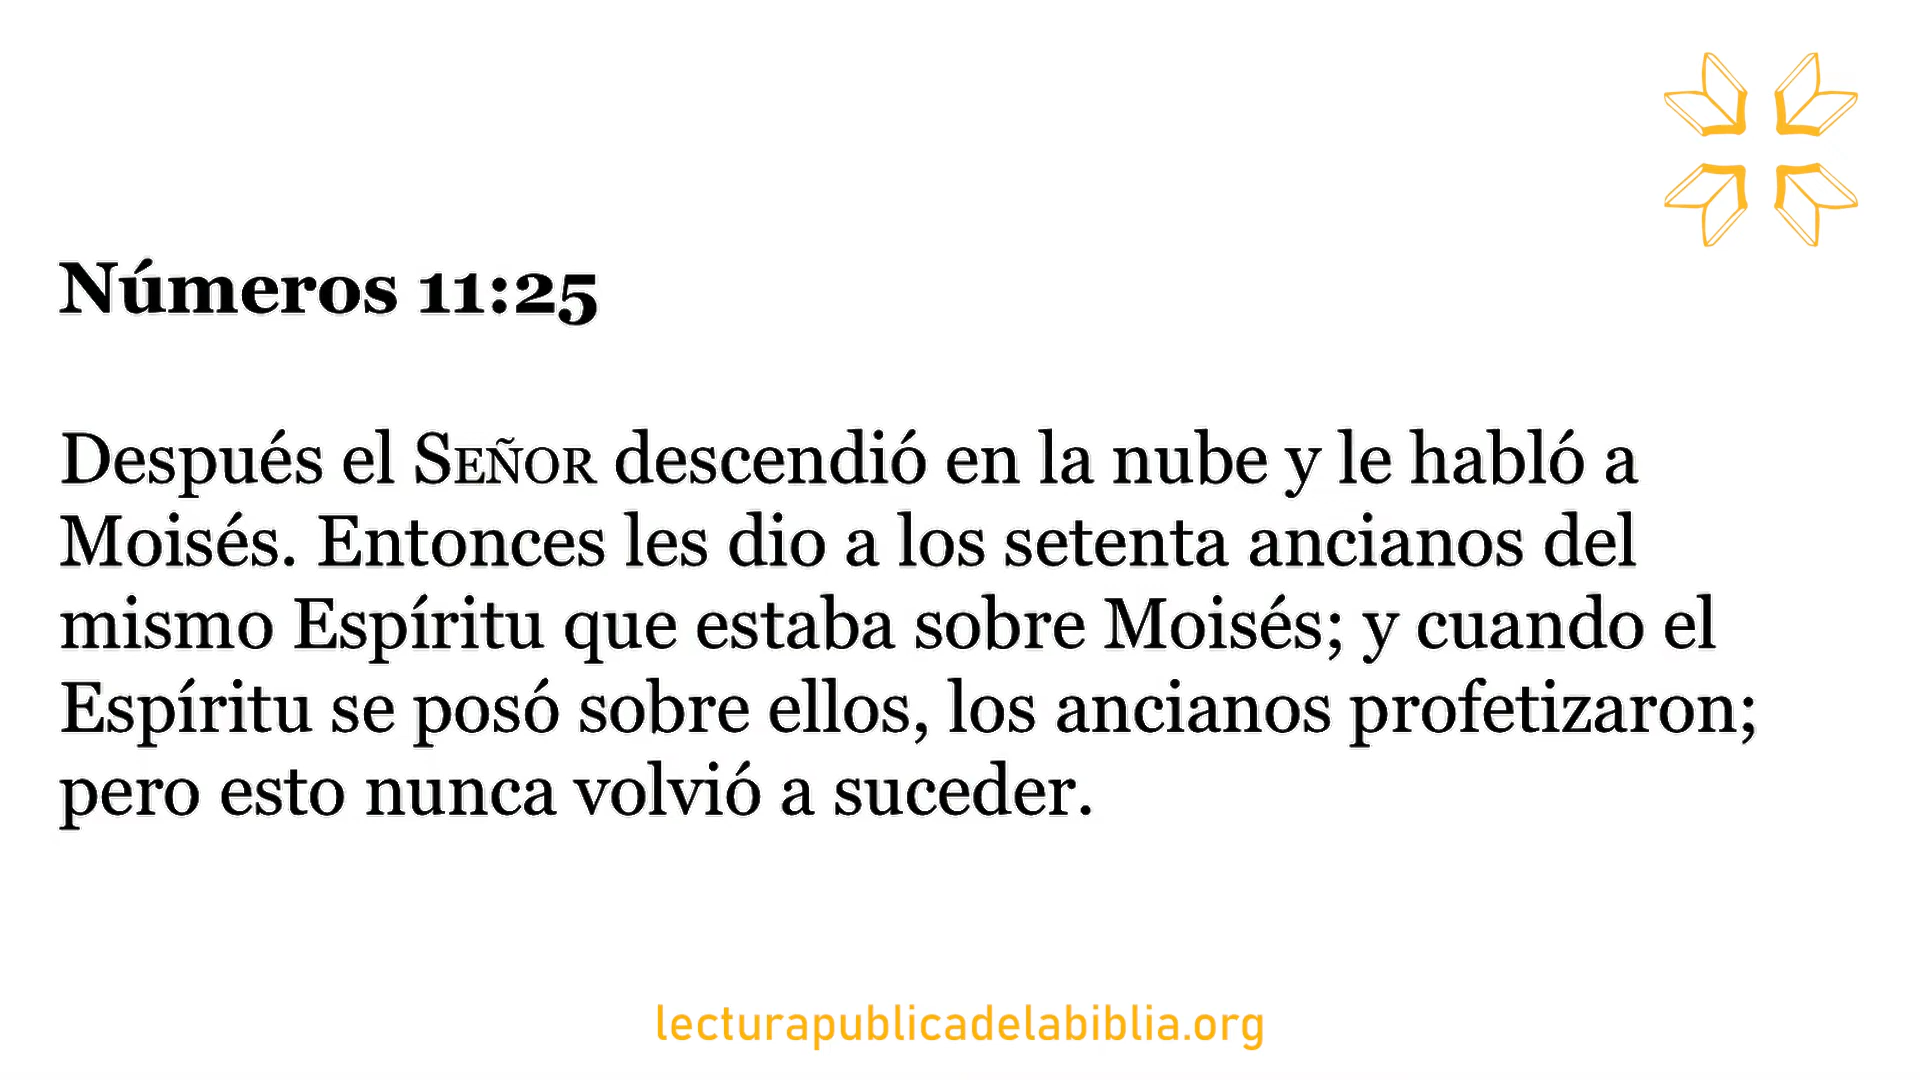 Números 11:25
Después el SEÑOR descendió en la nube y le habló a
Moisés. Entonces les dio a los setenta ancianos del
mismo Espíritu que estaba sobre Moisés; y cuando el
Espíritu se posó sobre ellos, los ancianos profetizaron;
pero esto nunca volvió a suceder.
lecturapublicadelabiblia.org